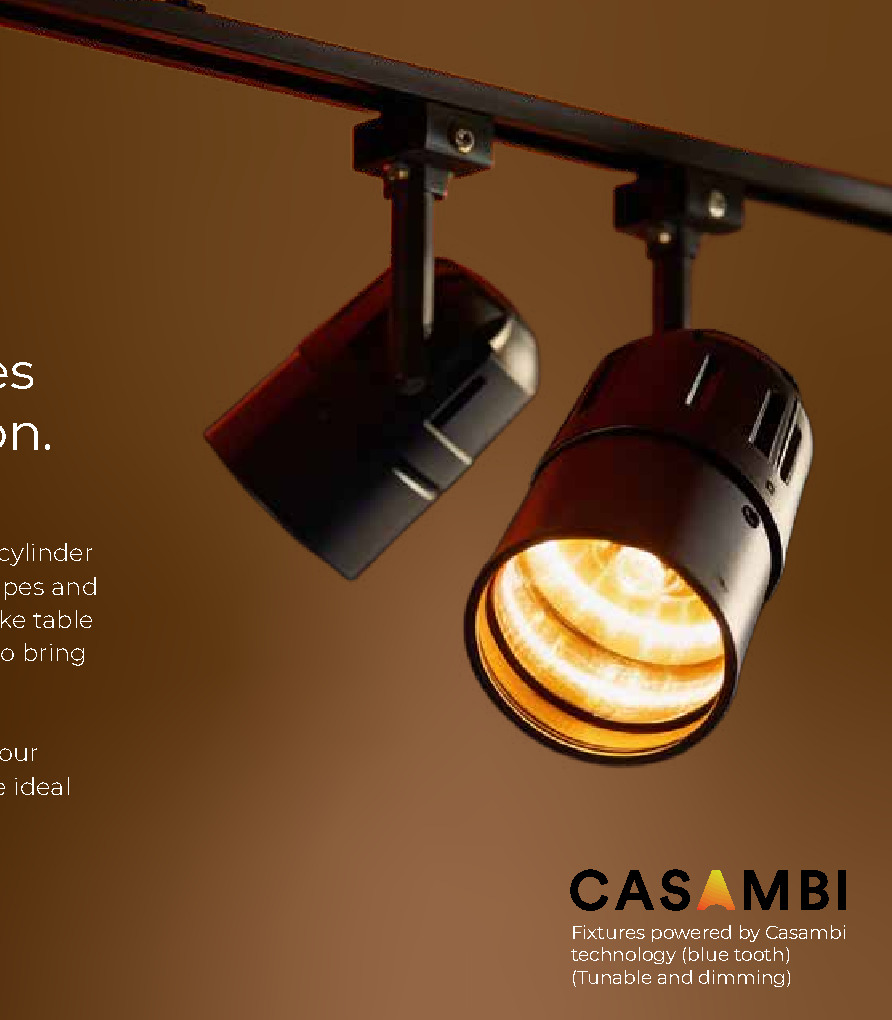 es
on.
cylinder
pes and
ke table
o bring
our
e ideal
CASAMBI
Fixtures powered by Casambi
technology (blue tooth)
(Tunable and dimming)